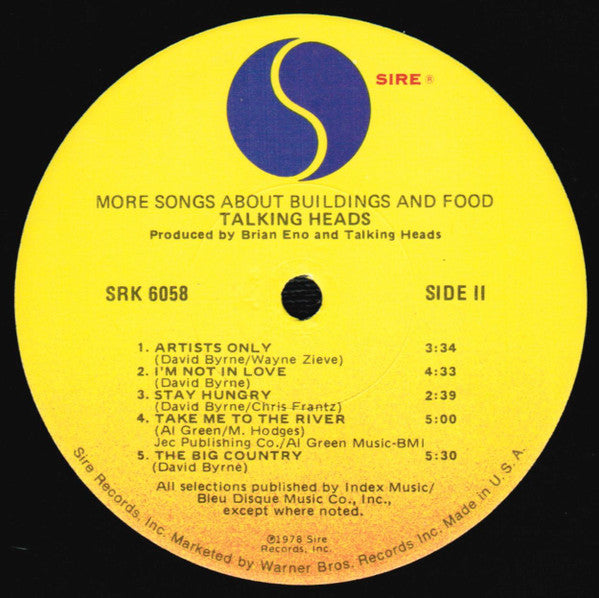 SIRE ®
MORE SONGS ABOUT BUILDINGS AND FOOD
TALKING HEADS
Produced by Brian Eno and Talking Heads
SRK 6058 SIDE II
1. ARTISTS ONLY 3:34
(David Byrne/Wayne Zieve)
2. I'M NOT IN LOVE 4:33
(David Byrne)
3. STAY HUNGRY 2:39
(David Byrne/Chris Frantz)
4. TAKE ME TO THE RIVER 5:00
(Al Green/M. Hodges)
Jec Publishing Co./Al Green Music-BMI
5. THE BIG COUNTRY 5:30
(David Byrne)
All selections published by Index Music/
Bleu Disque Music Co., Inc.,
except where noted.
℗1978 Sire
Records, Inc.
Sire Records, Inc. Marketed by Warner Bros. Records Inc. Made in U.S.A.